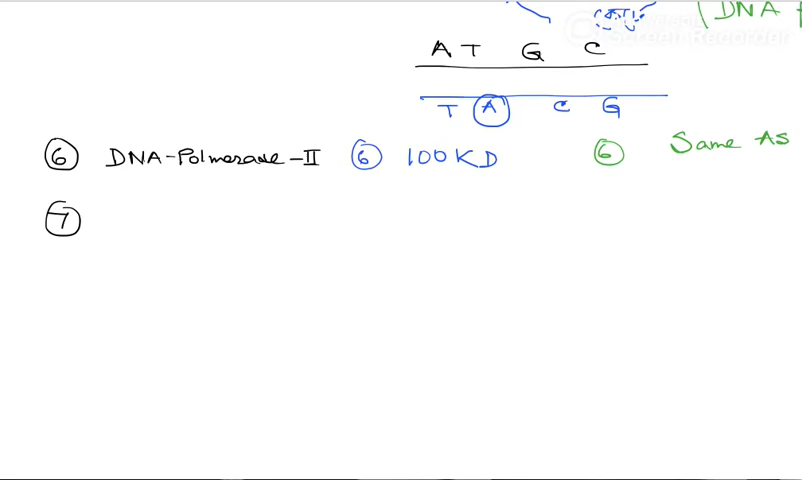 (DNA
A T G C
T A C G
⑥ DNA-Polmerase-II ⑥ 100KD ⑥ Same As
⑦